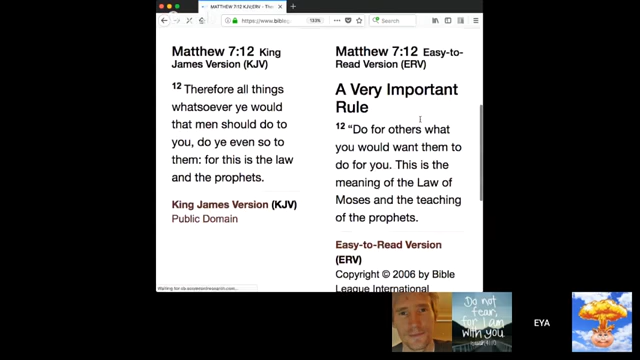 MATTHEW 7:12 KJV;ERV - The
https://www.bible
133%
Search
Matthew 7:12 King
James Version (KJV)
12 Therefore all things
whatsoever ye would
that men should do to
you, do ye even so to
them: for this is the law
and the prophets.
King James Version (KJV)
Public Domain
Matthew 7:12 Easy-to-
Read Version (ERV)
A Very Important
Rule
12 “Do for others what
you would want them to
do for you. This is the
meaning of the Law of
Moses and the teaching
of the prophets.
Easy-to-Read Version
(ERV)
Copyright © 2006 by Bible
League International
Do not
fear,
for I am
with you
EYA